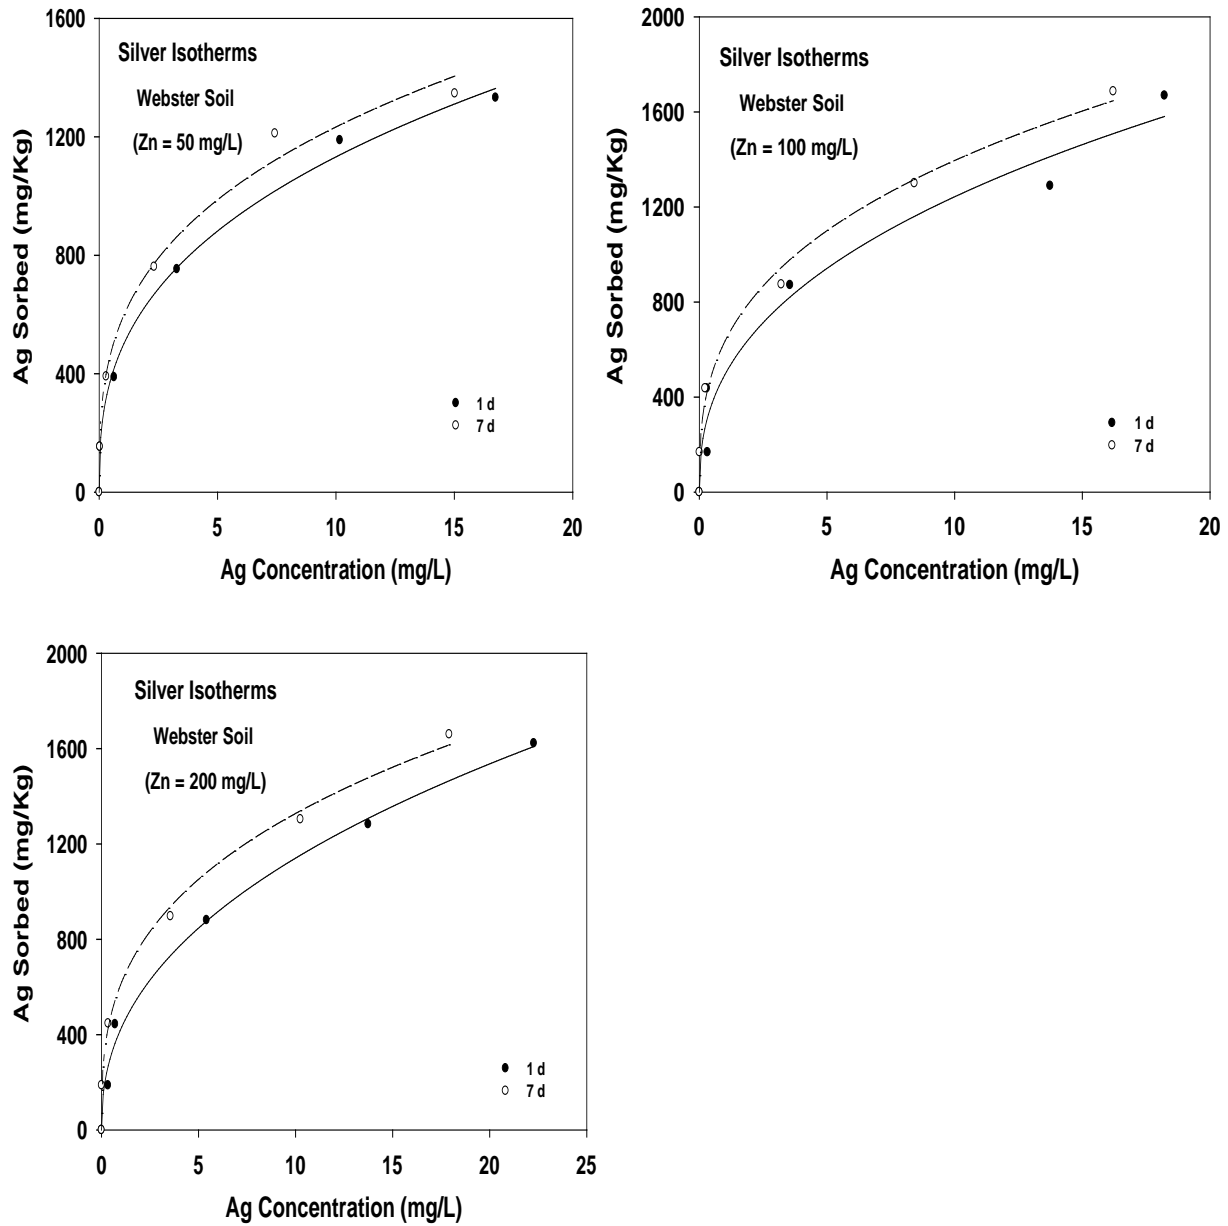 1600
1200
800
400
0
Ag Sorbed (mg/Kg)
Silver Isotherms
Webster Soil
(Zn = 50 mg/L)
1 d
7 d
0 5 10 15 20
Ag Concentration (mg/L)
2000
1600
1200
800
400
0
Ag Sorbed (mg/Kg)
Silver Isotherms
Webster Soil
(Zn = 100 mg/L)
1 d
7 d
0 5 10 15 20
Ag Concentration (mg/L)
2000
1600
1200
800
400
0
Ag Sorbed (mg/Kg)
Silver Isotherms
Webster Soil
(Zn = 200 mg/L)
1 d
7 d
0 5 10 15 20 25
Ag Concentration (mg/L)